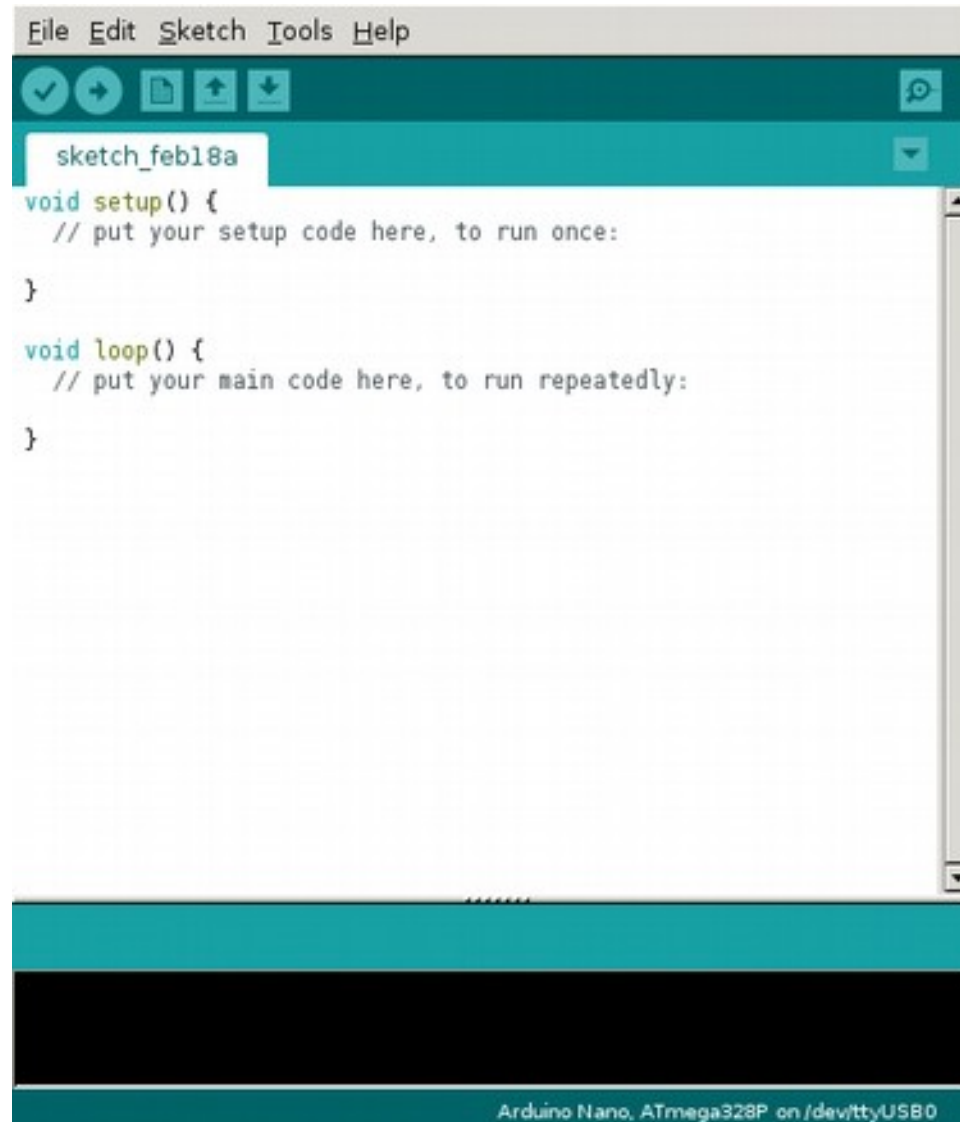 File Edit Sketch Tools Help
sketch_feb18a
void setup() {
  // put your setup code here, to run once:
}
void loop() {
  // put your main code here, to run repeatedly:
}
Arduino Nano, ATmega328P on /dev/ttyUSB0